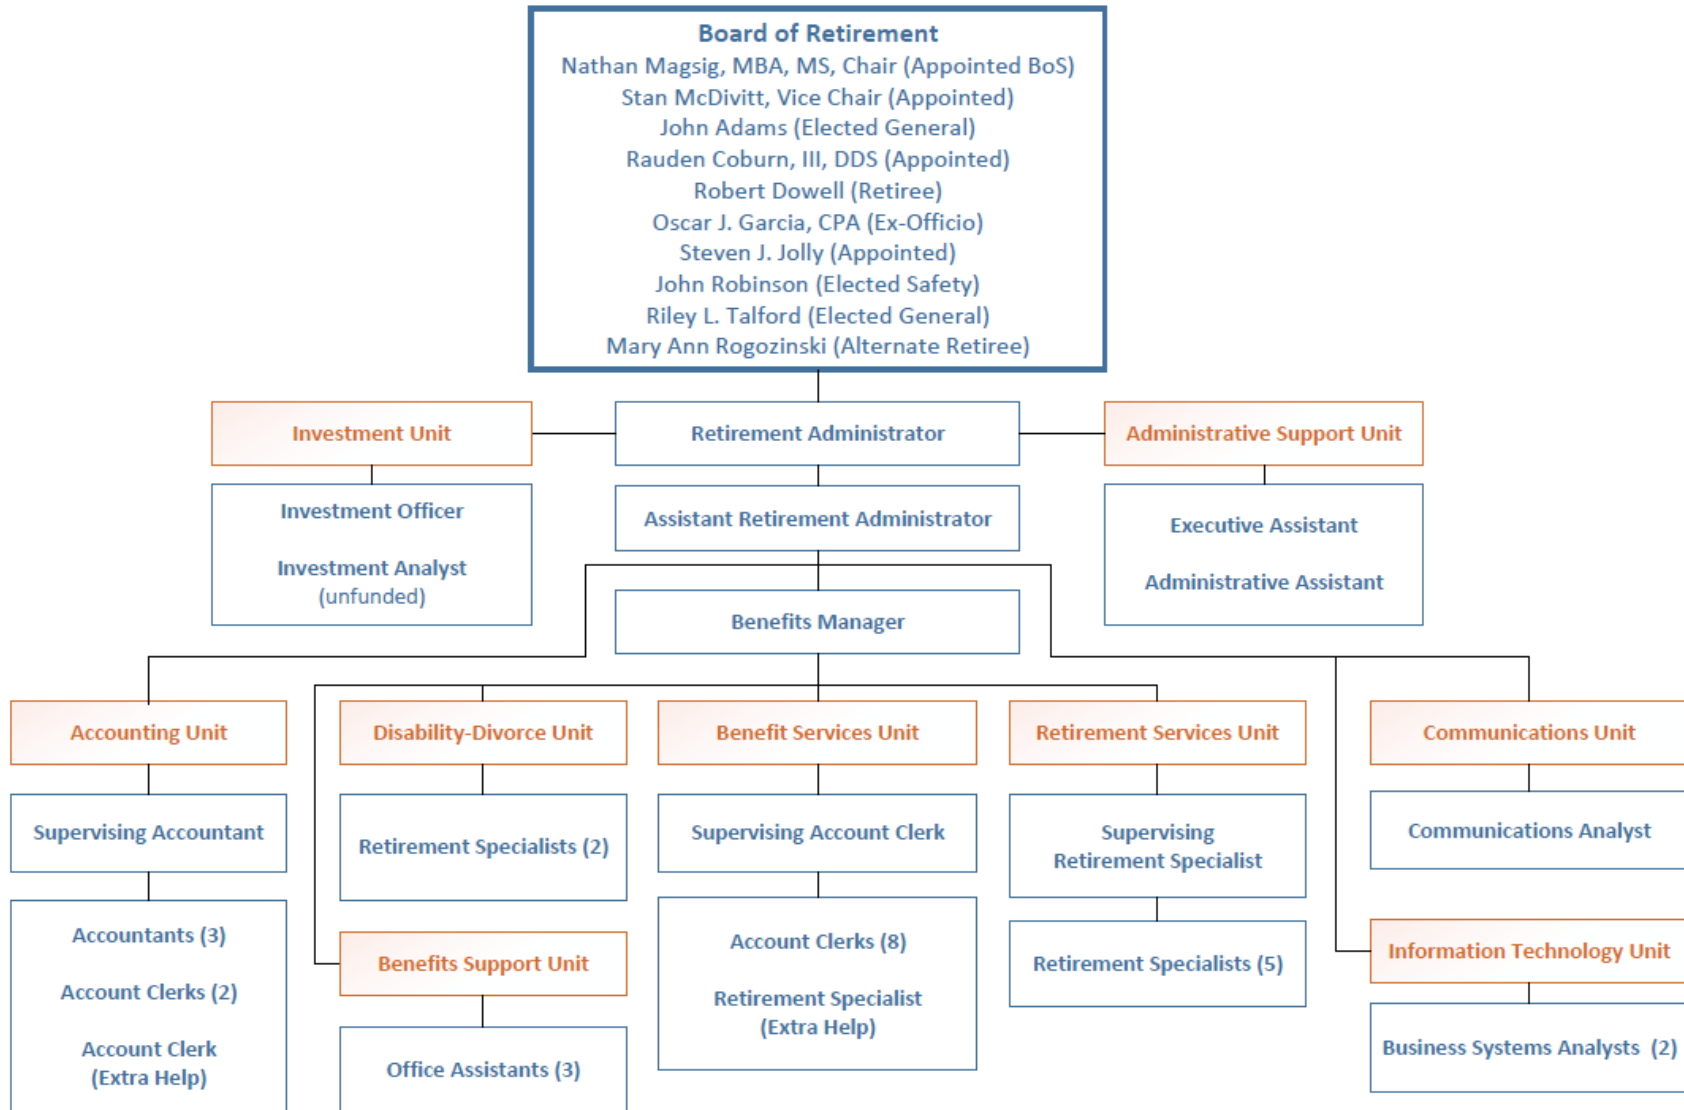 Board of Retirement
Nathan Magsig, MBA, MS, Chair (Appointed BoS)
Stan McDivitt, Vice Chair (Appointed)
John Adams (Elected General)
Rauden Coburn, III, DDS (Appointed)
Robert Dowell (Retiree)
Oscar J. Garcia, CPA (Ex-Officio)
Steven J. Jolly (Appointed)
John Robinson (Elected Safety)
Riley L. Talford (Elected General)
Mary Ann Rogozinski (Alternate Retiree)
Investment Unit
Retirement Administrator
Administrative Support Unit
Investment Officer
Investment Analyst
(unfunded)
Assistant Retirement Administrator
Executive Assistant
Administrative Assistant
Benefits Manager
Accounting Unit
Disability-Divorce Unit
Benefit Services Unit
Retirement Services Unit
Communications Unit
Supervising Accountant
Retirement Specialists (2)
Supervising Account Clerk
Supervising
Retirement Specialist
Communications Analyst
Accountants (3)
Account Clerks (2)
Account Clerk
(Extra Help)
Benefits Support Unit
Office Assistants (3)
Account Clerks (8)
Retirement Specialist
(Extra Help)
Retirement Specialists (5)
Information Technology Unit
Business Systems Analysts (2)